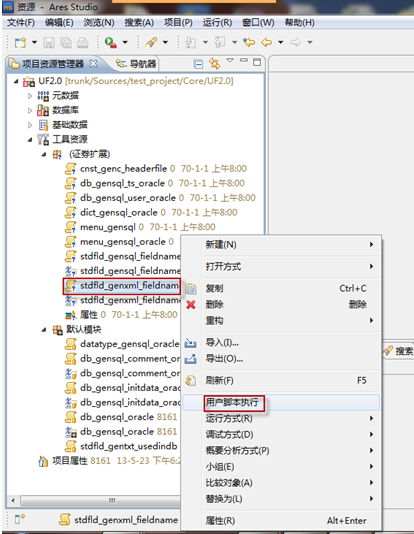 资源 - Ares Studio
文件(F) 编辑(E) 浏览(N) 搜索(A) 项目(P) 运行(R) 窗口(W) 帮助(H)
项目资源管理器 导航器
UF2.0 [trunk/Sources/test_project/Core/UF2.0]
元数据
数据库
基础数据
工具资源
(证券扩展)
cnst_genc_headerfile 0 70-1-1 上午8:00
db_gensql_ts_oracle 0 70-1-1 上午8:00
db_gensql_user_oracle 0 70-1-1 上午8:00
dict_gensql_oracle 0 70-1-1 上午8:00
menu_gensql 0 70-1-1 上午8:00
menu_gensql_oracle 0
stdfld_gensql_fieldname
stdfld_gensql_fieldname
stdfld_genxml_fieldname
stdfld_genxml_fieldname
属性 0 70-1-1 上午8:00
默认模块
datatype_gensql_oracle
db_gensql_comment_or
db_gensql_comment_or
db_gensql_initdata_oracl
db_gensql_initdata_oracl
db_gensql_oracle 8161
db_gensql_oracle 8161
stdfld_gentxt_usedindb
项目属性 8161 13-5-23 下午6:2
新建(N)
打开方式
复制 Ctrl+C
删除 删除
重构
导入(I)...
导出(O)...
刷新(F) F5
用户脚本执行
运行方式(R)
调试方式(D)
概要分析方式(P)
小组(E)
比较对象(A)
替换为(L)
属性(R) Alt+Enter
搜索
stdfld_genxml_fieldname